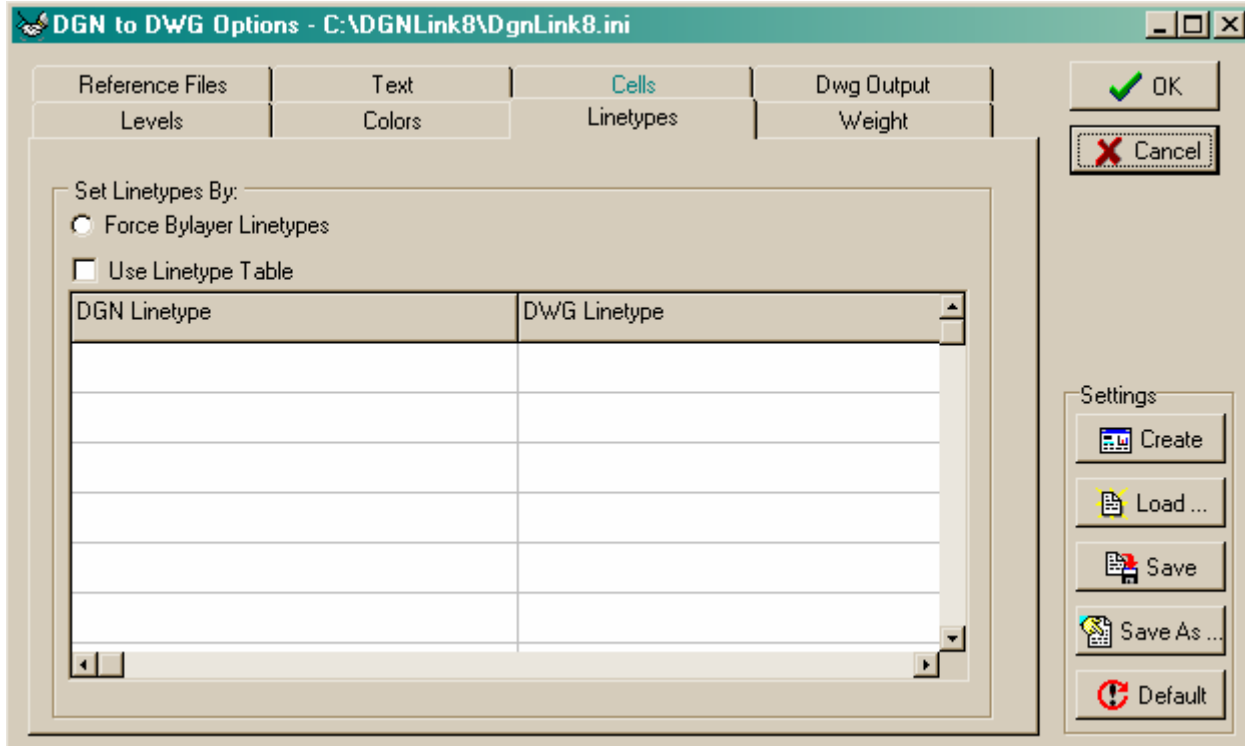 DGN to DWG Options - C:\DGNLink8\DgnLink8.ini
Reference Files Text Cells Dwg Output
Levels Colors Linetypes Weight
OK
Cancel
Set Linetypes By:
Force Bylayer Linetypes
Use Linetype Table
DGN Linetype DWG Linetype
Settings
Create
Load ...
Save
Save As ...
Default